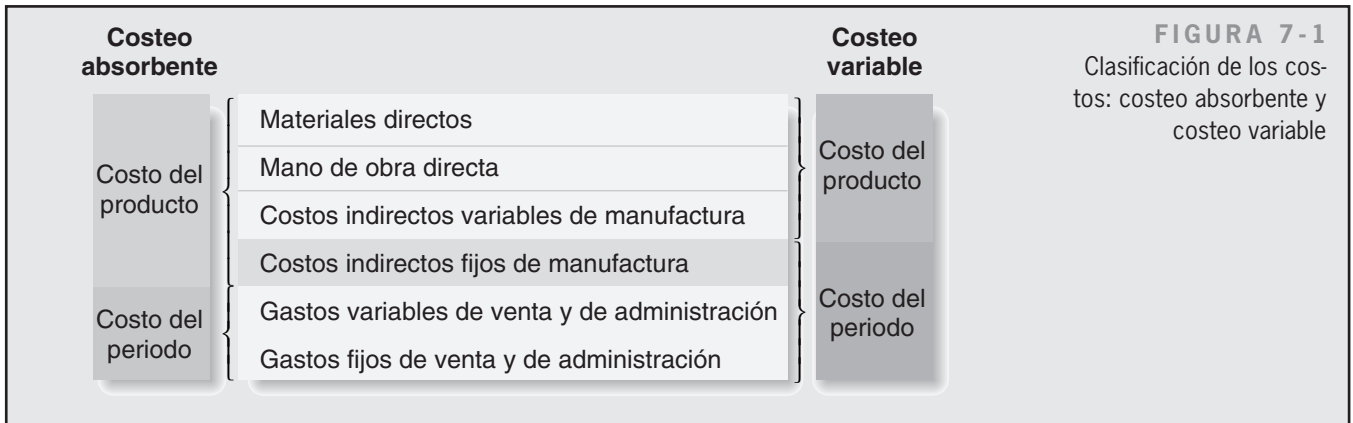 Costeo
absorbente
Costeo
variable
FIGURA 7-1
Clasificación de los cos-
tos: costeo absorbente y
costeo variable
Costo del
producto
Materiales directos
Mano de obra directa
Costos indirectos variables de manufactura
Costos indirectos fijos de manufactura
Costo del
producto
Costo del
periodo
Gastos variables de venta y de administración
Gastos fijos de venta y de administración
Costo del
periodo